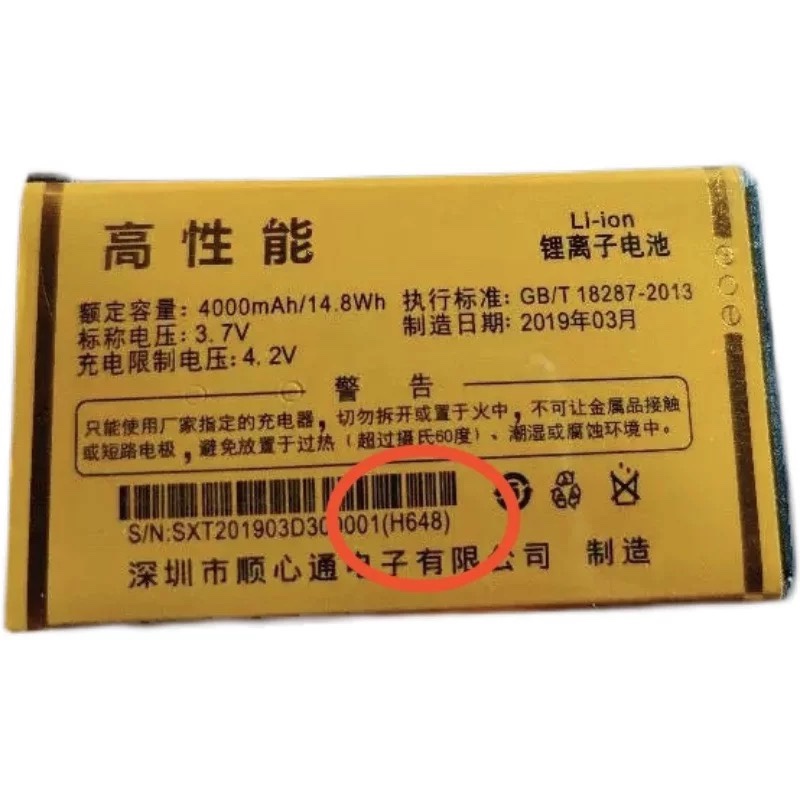 高性能
Li-ion
锂离子电池
额定容量: 4000mAh/14.8Wh
标称电压: 3.7V
充电限制电压: 4.2V
执行标准: GB/T 18287-2013
制造日期: 2019年03月
警 告
只能使用厂家指定的充电器，切勿拆开或置于火中，不可让金属品接触
或短路电极，避免放置于过热（超过摄氏60度）、潮湿或腐蚀环境中。
S/N:SXT201903D300001(H648)
深圳市顺心通电子有限公司 制造